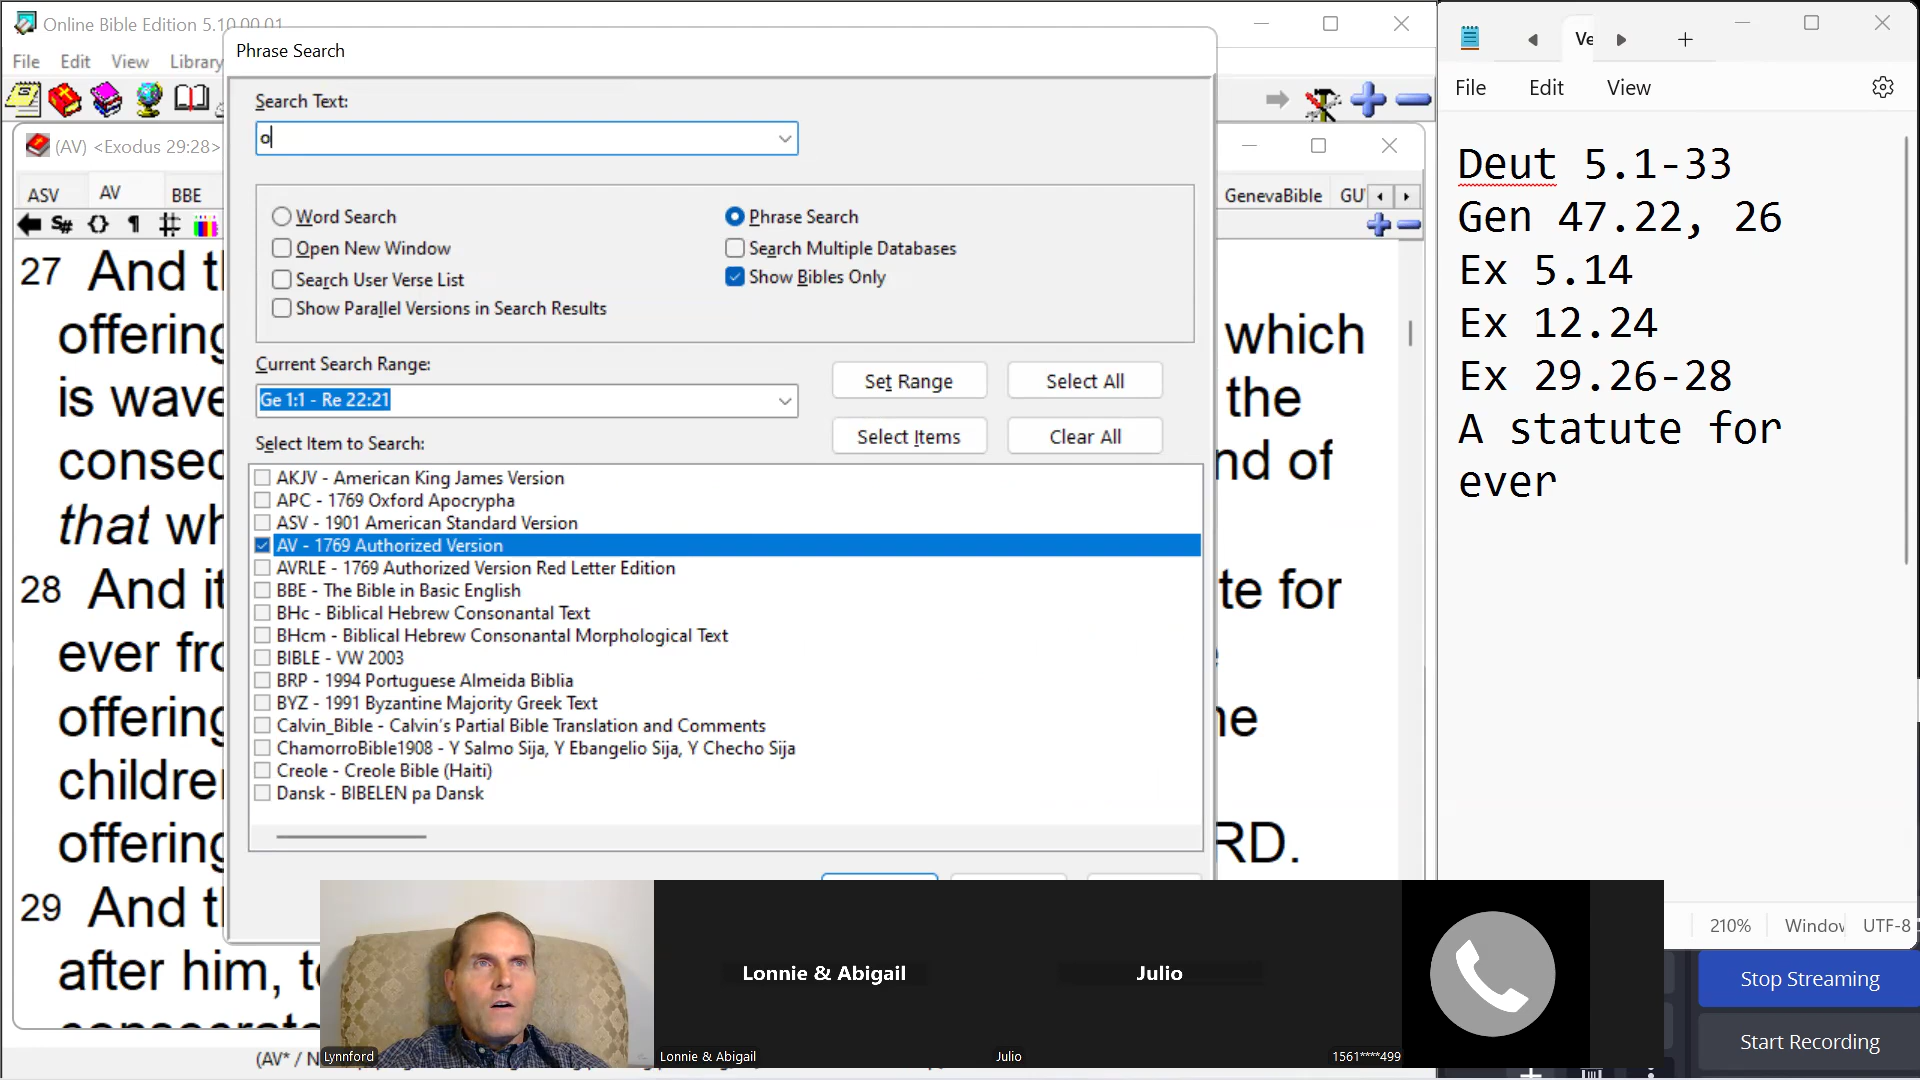 Online Bible Edition 5.10.00.01
File Edit View Library
(AV) <Exodus 29:28>
ASV AV BBE
27 And
offering
is wave
that
28 And it
ever
offering
offering
29 And
after him,
(AV* / N
Phrase Search
Search Text:
o
Word Search
Phrase Search
Open New Window
Search Multiple Databases
Search User Verse List
Show Bibles Only
Show Parallel Versions in Search Results
Current Search Range:
Ge 1:1 - Re 22:21
Set Range
Select All
Select Item to Search:
Select Items
Clear All
AKJV - American King James Version
APC - 1769 Oxford Apocrypha
ASV - 1901 American Standard Version
AV - 1769 Authorized Version
AVRLE - 1769 Authorized Version Red Letter Edition
BBE - The Bible in Basic English
BHc - Biblical Hebrew Consonantal Text
BHcm - Biblical Hebrew Consonantal Morphological Text
BIBLE - VW 2003
BRP - 1994 Portuguese Almeida Biblia
BYZ - 1991 Byzantine Majority Greek Text
Calvin_Bible - Calvin's Partial Bible Translation and Comments
ChamorroBible1908 - Y Salmo Sija, Y Ebangelio Sija, Y Checho Sija
Creole - Creole Bible (Haiti)
Dansk - BIBELEN pa Dansk
GenevaBible
which
the
of
for
RD.
File Edit View
Deut 5.1-33
Gen 47.22, 26
Ex 5.14
Ex 12.24
Ex 29.26-28
A statute for
ever
210% UTF-8
Stop Streaming
Start Recording
Lynnford
Lonnie & Abigail
Lonnie & Abigail
Julio
Julio
1561****499